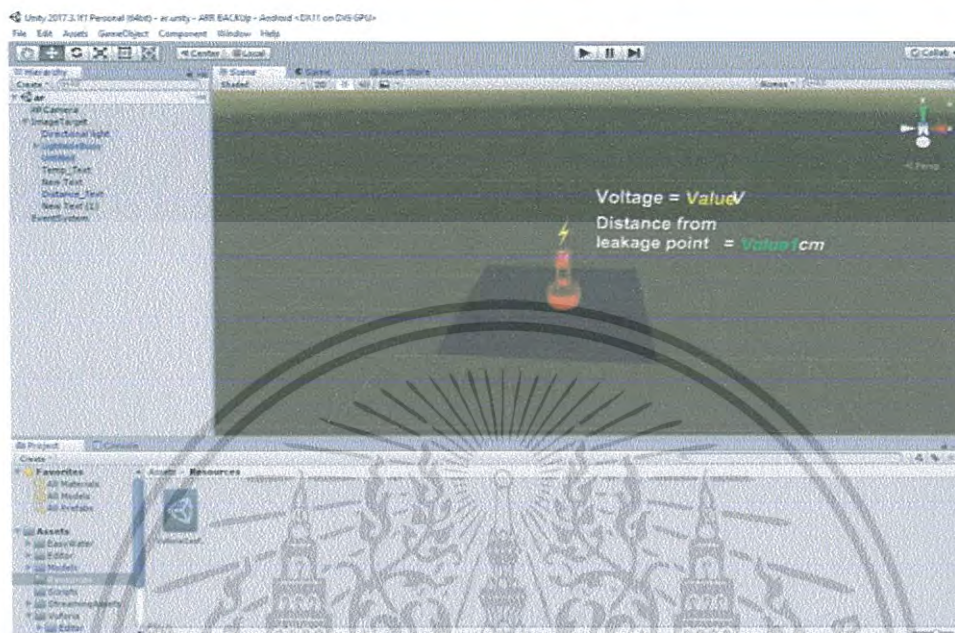 Unity 2017.3.1f1 Personal (64bit) - ar.unity - ARR BACKUp - Android <DX11 on DX9 GPU>
File Edit Assets GameObject Component Window Help
Center Local
Collab
Hierarchy
Scene Game Asset Store
Create
Shaded 2D Gizmos
ar
ARCamera
ImageTarget
Directional light
Temp_Text
New Text
Distance_Text
New Text (1)
EventSystem
Persp
Voltage = ValueV
Distance from
leakage point = Value1cm
Project Console
Create
Favorites
All Materials
All Models
All Prefabs
Assets Resources
Assets
EasyWater
Editor
Models
Resources
Scripts
StreamingAssets
Vuforia
Editor